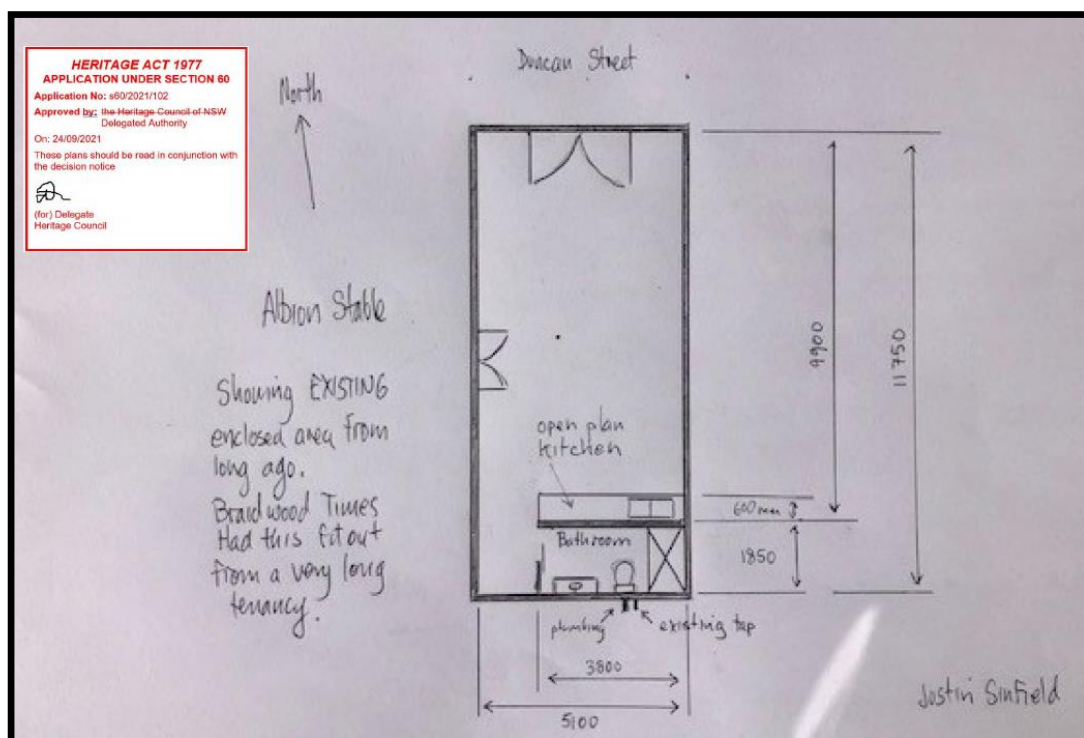 HERITAGE ACT 1977
APPLICATION UNDER SECTION 60
Application No: s60/2021/102
Approved by: the Heritage Council of NSW
Delegated Authority
On: 24/09/2021
These plans should be read in conjunction with
the decision notice
(for) Delegate
Heritage Council
North
Duncan Street
Albion Stable
Showing EXISTING
enclosed area from
long ago.
Braidwood Times
Had this fit out
from a very long
tenancy.
open plan
kitchen
Bathroom
plumbing
existing tap
9900
11750
600mm
1850
3800
5100
Justin Sinfield